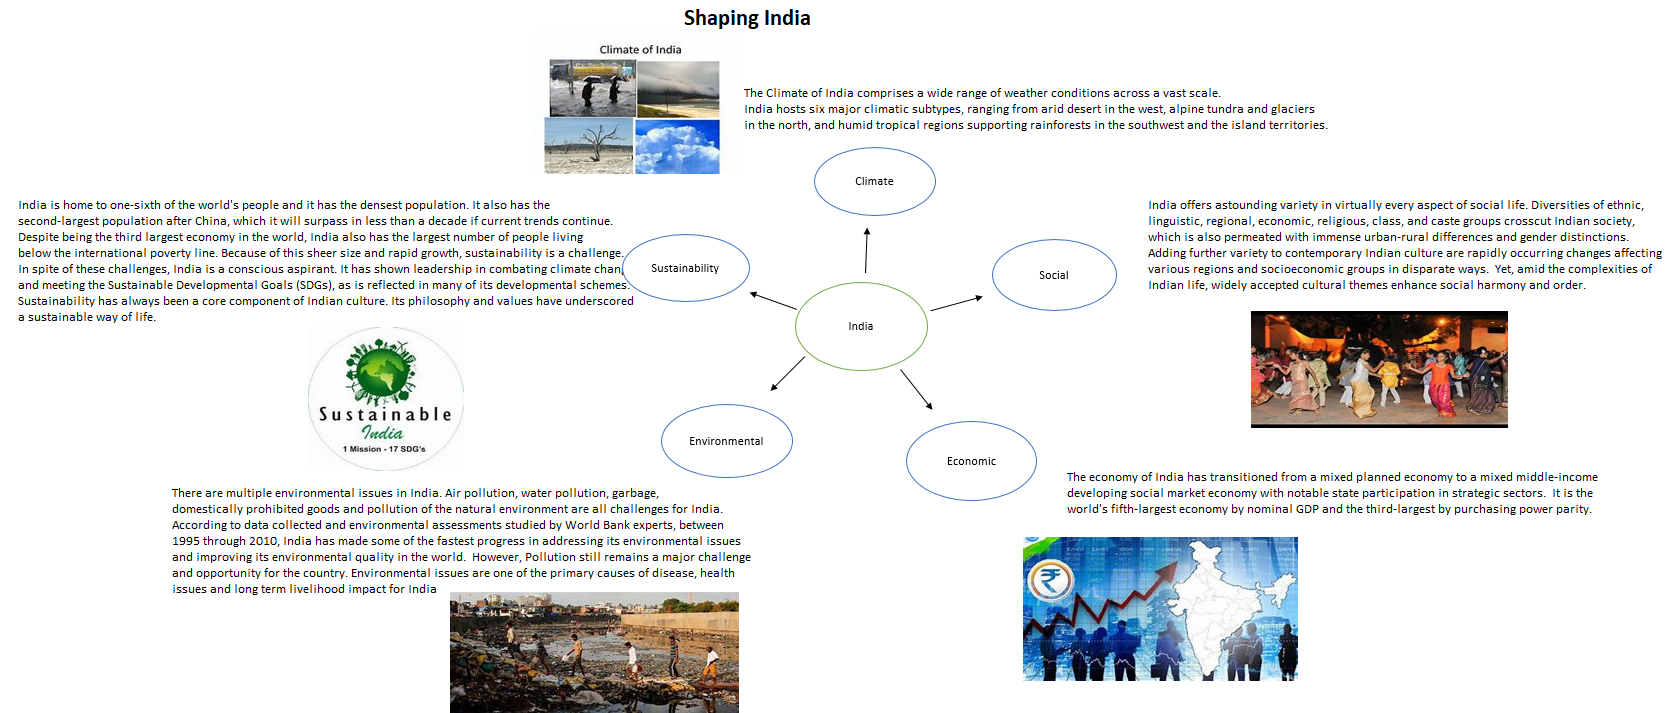 Shaping India
Climate of India
The Climate of India comprises a wide range of weather conditions across a vast scale.
India hosts six major climatic subtypes, ranging from arid desert in the west, alpine tundra and glaciers
in the north, and humid tropical regions supporting rainforests in the southwest and the island territories.
Climate
India is home to one-sixth of the world's people and it has the densest population. It also has the
second-largest population after China, which it will surpass in less than a decade if current trends continue.
Despite being the third largest economy in the world, India also has the largest number of people living
below the international poverty line. Because of this sheer size and rapid growth, sustainability is a challenge.
In spite of these challenges, India is a conscious aspirant. It has shown leadership in combating climate
and meeting the Sustainable Developmental Goals (SDGs), as is reflected in many of its developmental schemes.
Sustainability has always been a core component of Indian culture. Its philosophy and values have underscored
a sustainable way of life.
Sustainability
India offers astounding variety in virtually every aspect of social life. Diversities of ethnic,
linguistic, regional, economic, religious, class, and caste groups crosscut Indian society,
which is also permeated with immense urban-rural differences and gender distinctions.
Adding further variety to contemporary Indian culture are rapidly occurring changes affecting
various regions and socioeconomic groups in disparate ways.  Yet, amid the complexities of
Indian life, widely accepted cultural themes enhance social harmony and order.
Social
India
Sustainable
India
1 Mission - 17 SDG's
Environmental
Economic
The economy of India has transitioned from a mixed planned economy to a mixed middle-income
developing social market economy with notable state participation in strategic sectors.  It is the
world's fifth-largest economy by nominal GDP and the third-largest by purchasing power parity.
There are multiple environmental issues in India. Air pollution, water pollution, garbage,
domestically prohibited goods and pollution of the natural environment are all challenges for India.
According to data collected and environmental assessments studied by World Bank experts, between
1995 through 2010, India has made some of the fastest progress in addressing its environmental issues
and improving its environmental quality in the world.  However, Pollution still remains a major challenge
and opportunity for the country. Environmental issues are one of the primary causes of disease, health
issues and long term livelihood impact for India
₹